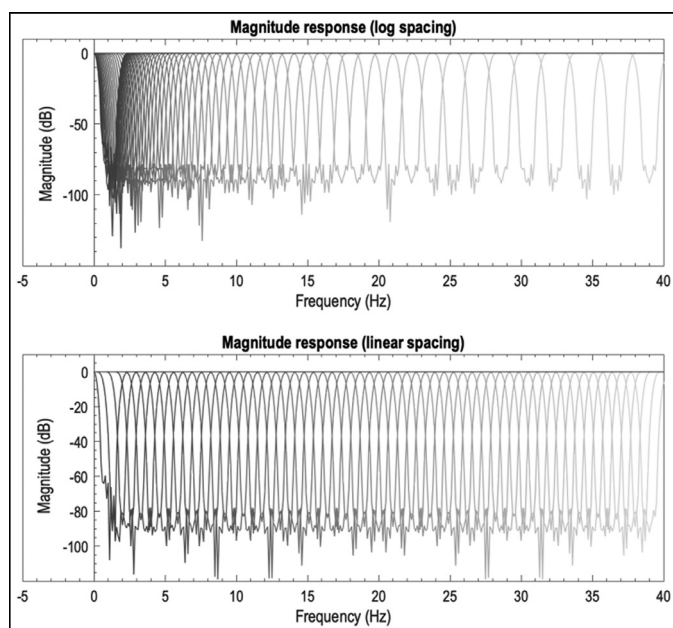 Magnitude response (log spacing)
0
-50
-100
Magnitude (dB)
-5 0 5 10 15 20 25 30 35 40
Frequency (Hz)
Magnitude response (linear spacing)
0
-20
-40
-60
-80
-100
Magnitude (dB)
-5 0 5 10 15 20 25 30 35 40
Frequency (Hz)